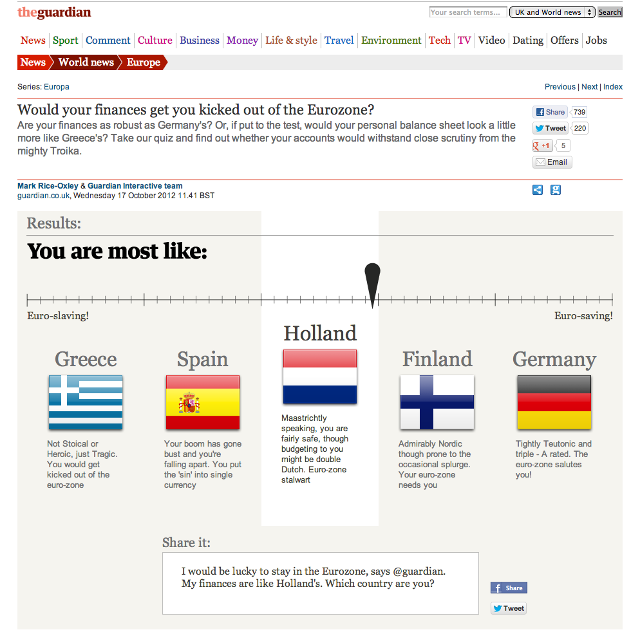 theguardian
Your search terms...
UK and World news
Search
News Sport Comment Culture Business Money Life & style Travel Environment Tech TV Video Dating Offers Jobs
News World news Europe
Series: Europa
Previous | Next | Index
Would your finances get you kicked out of the Eurozone?
Are your finances as robust as Germany's? Or, if put to the test, would your personal balance sheet look a little
more like Greece's? Take our quiz and find out whether your accounts would withstand close scrutiny from the
mighty Troika.
Share 739
Tweet 220
+1 5
Email
Mark Rice-Oxley & Guardian Interactive team
guardian.co.uk, Wednesday 17 October 2012 11.41 BST
Results:
You are most like:
Euro-slaving!
Euro-saving!
Greece
Not Stoical or
Heroic, just Tragic.
You would get
kicked out of the
euro-zone
Spain
Your boom has gone
bust and you're
falling apart. You put
the 'sin' into single
currency
Holland
Maastrichtly
speaking, you are
fairly safe, though
budgeting to you
might be double
Dutch. Euro-zone
stalwart
Finland
Admirably Nordic
though prone to the
occasional splurge.
Your euro-zone
needs you
Germany
Tightly Teutonic and
triple - A rated. The
euro-zone salutes
you!
Share it:
I would be lucky to stay in the Eurozone, says @guardian.
My finances are like Holland's. Which country are you?
Share
Tweet